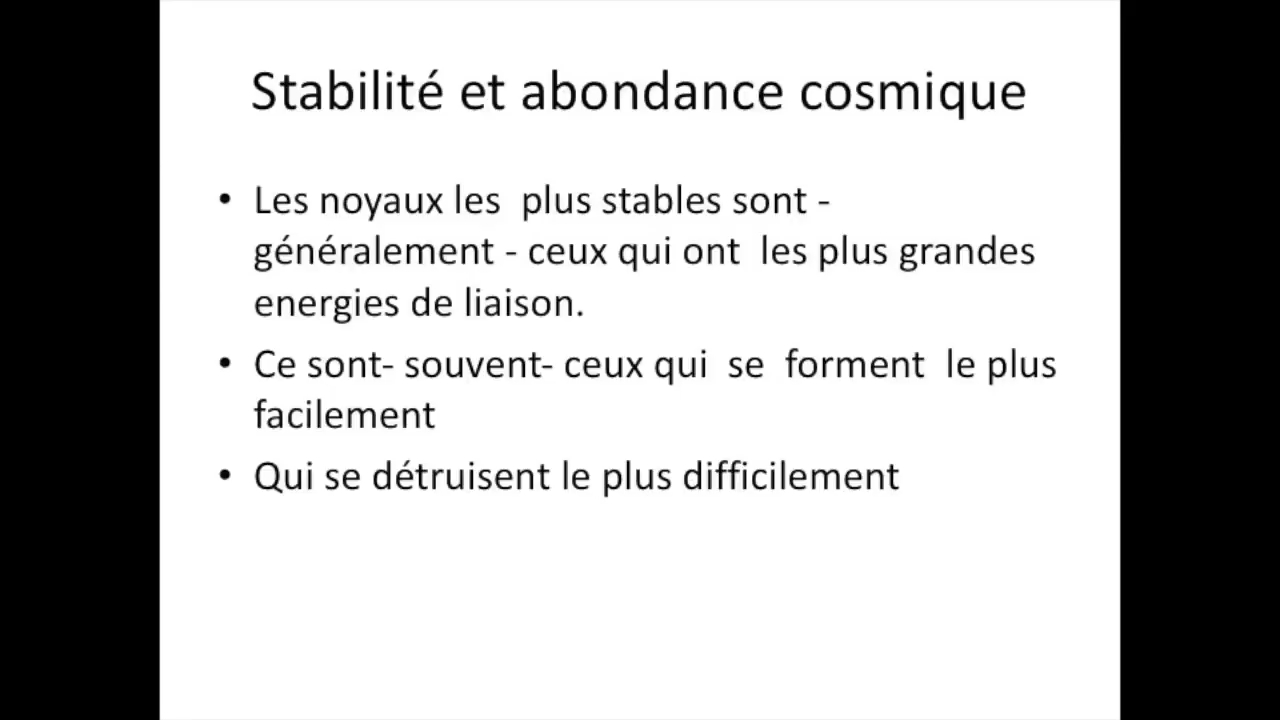 Stabilité et abondance cosmique
• Les noyaux les  plus stables sont -
généralement - ceux qui ont  les plus grandes
energies de liaison.
• Ce sont- souvent- ceux qui  se  forment  le plus
facilement
• Qui se détruisent le plus difficilement